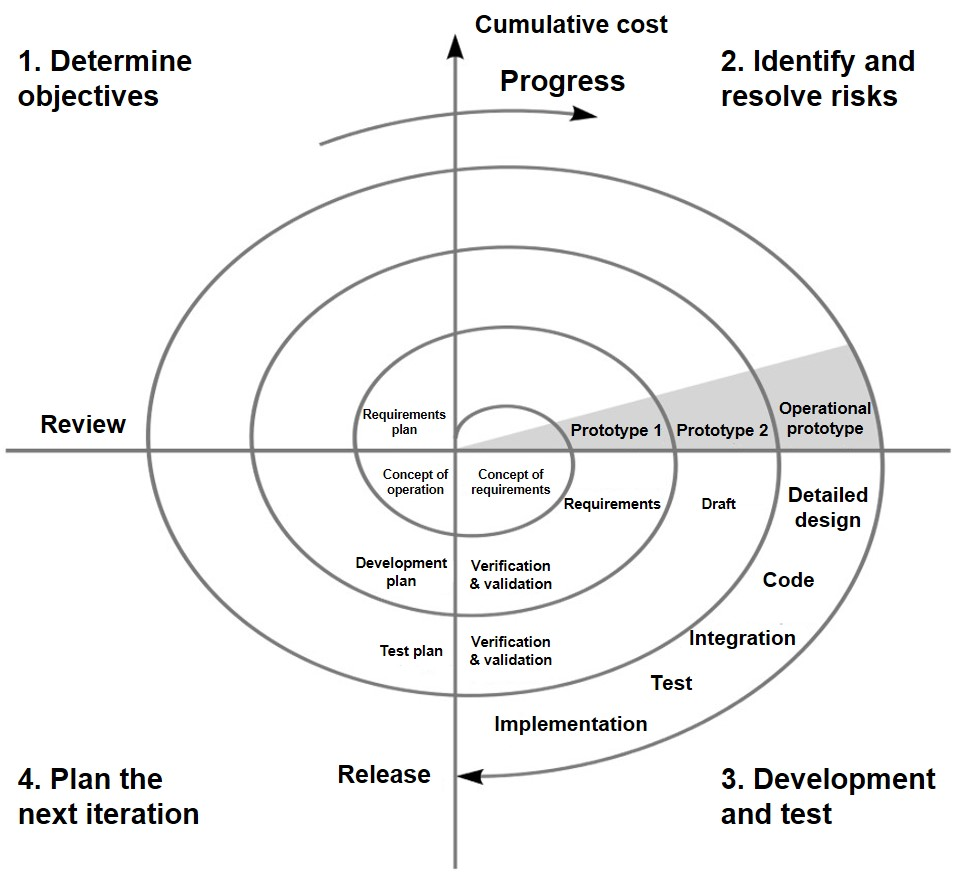 Cumulative cost
1. Determine
objectives
Progress
2. Identify and
resolve risks
Review
Requirements
plan
Prototype 1
Prototype 2
Operational
prototype
Concept of
operation
Concept of
requirements
Requirements
Draft
Detailed
design
Development
plan
Verification
& validation
Code
Test plan
Verification
& validation
Integration
Test
Implementation
Release
4. Plan the
next iteration
3. Development
and test